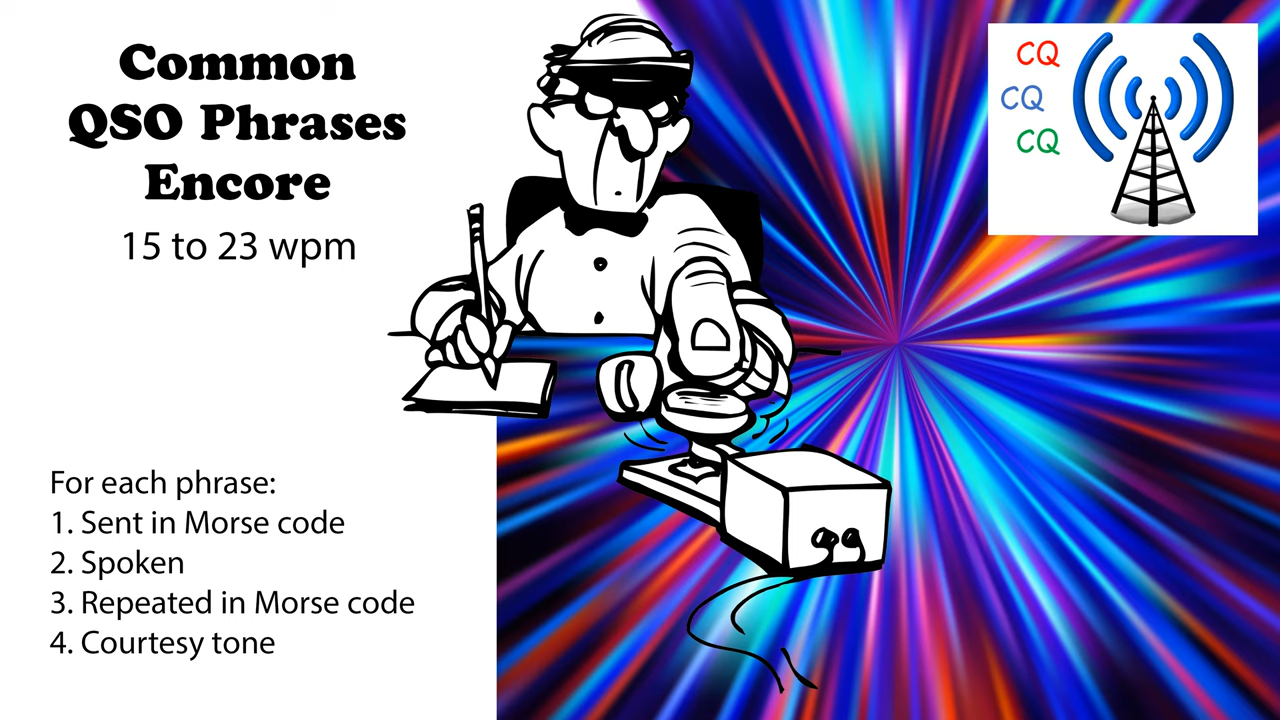 Common
QSO Phrases
Encore
15 to 23 wpm
CQ
CQ
CQ
For each phrase:
1. Sent in Morse code
2. Spoken
3. Repeated in Morse code
4. Courtesy tone